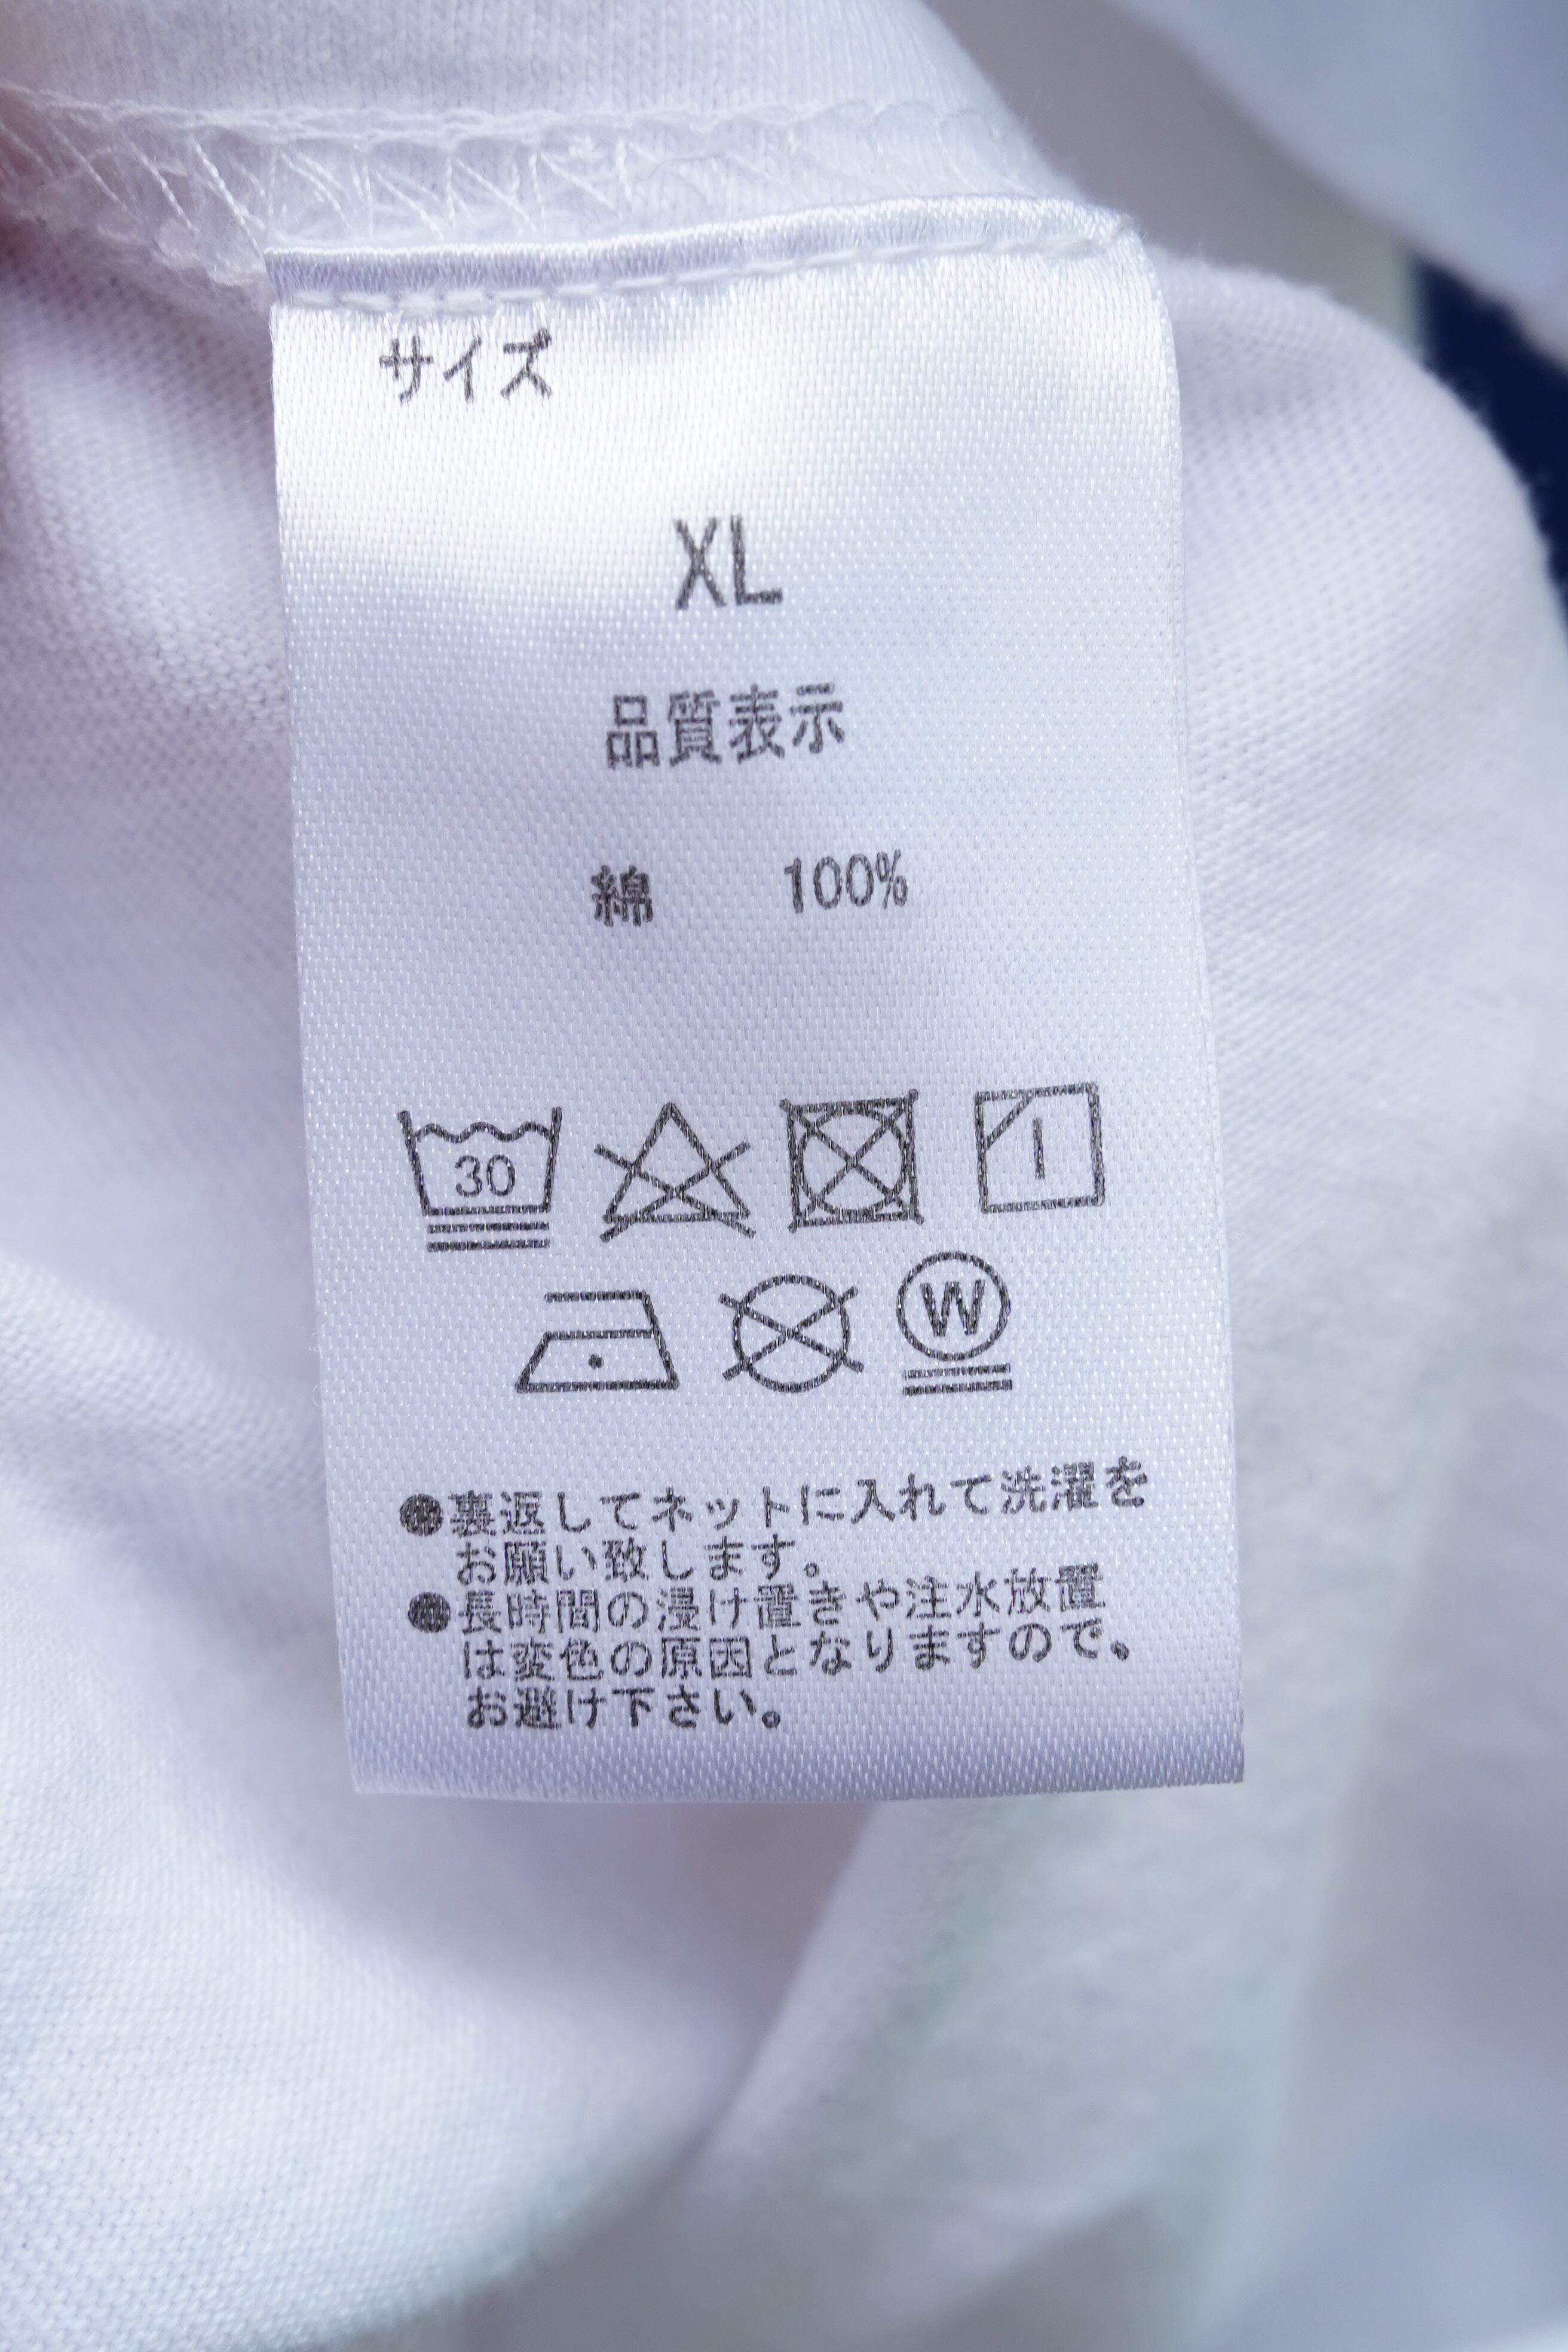 サイズ
XL
品質表示
綿 100%
30
W
●裏返してネットに入れて洗濯を
お願い致します。
●長時間の浸け置きや注水放置
は変色の原因となりますので、
お避け下さい。